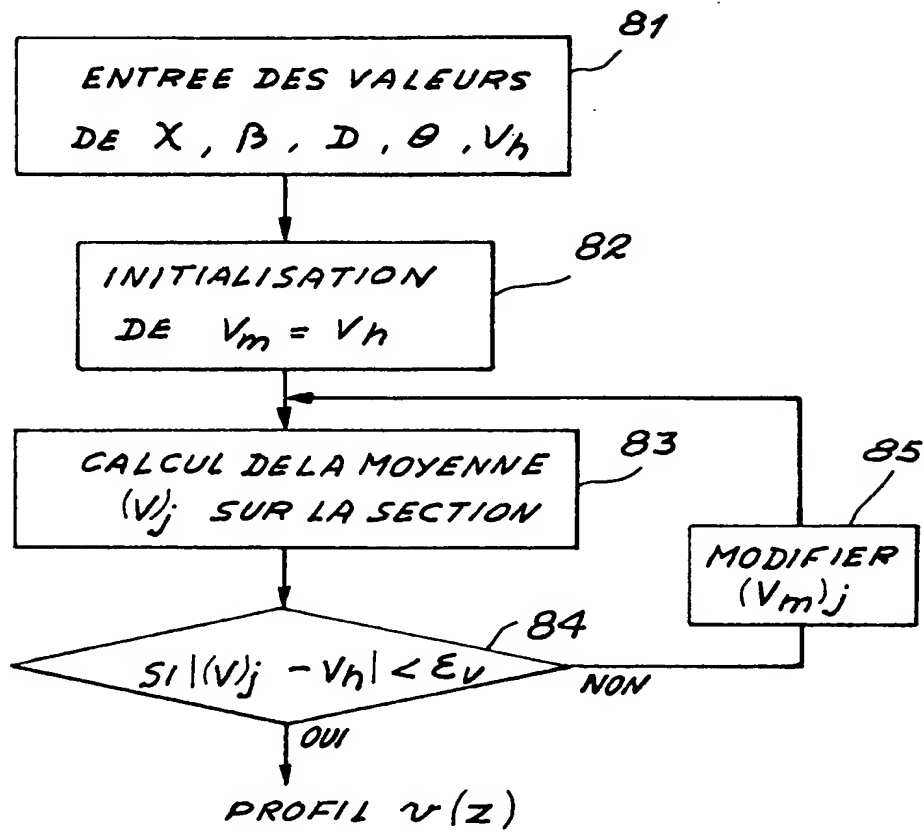 81
ENTREE DES VALEURS
DE X , β , D , θ , Vh
82
INITIALISATION
DE Vm = Vh
83
CALCUL DE LA MOYENNE
(V)j SUR LA SECTION
85
MODIFIER
(Vm)j
84
SI |(V)j - Vh| < εv
NON
OUI
PROFIL v(z)